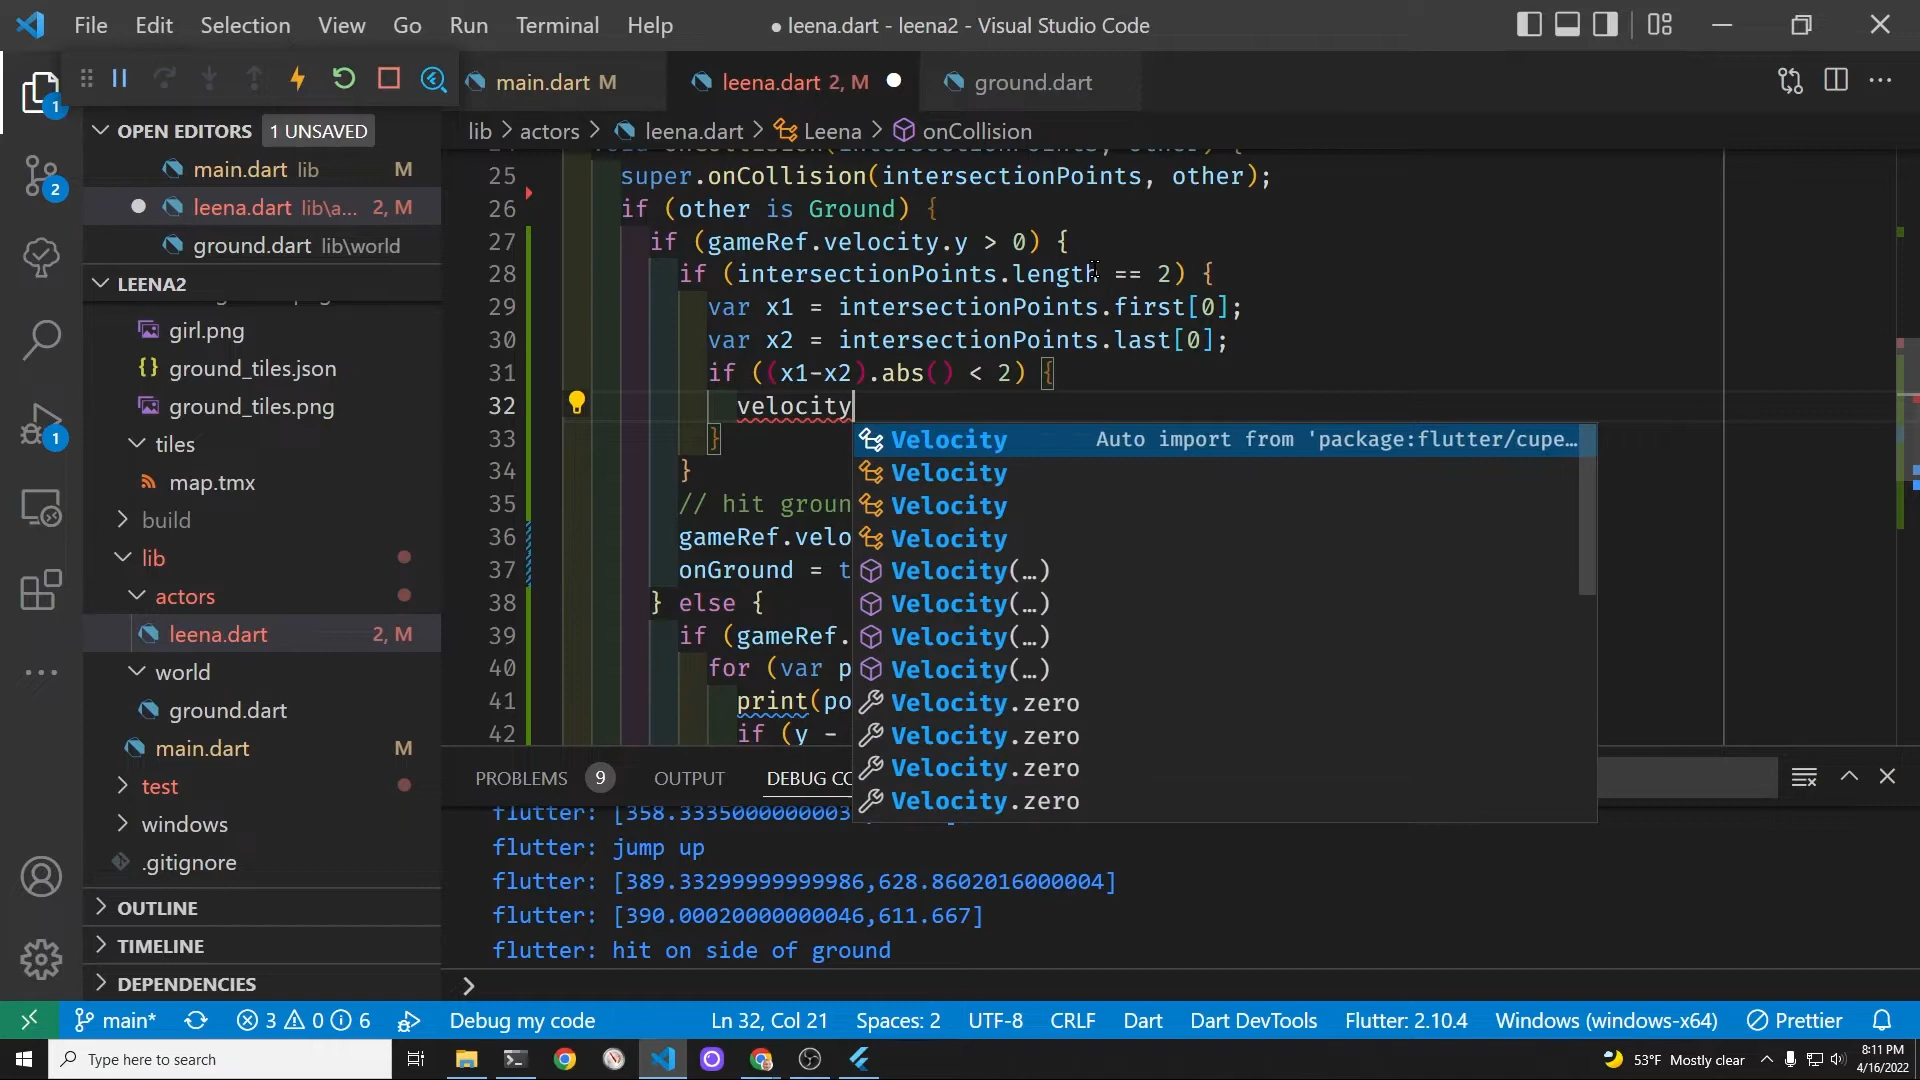 File Edit Selection View Go Run Terminal Help
● leena.dart - leena2 - Visual Studio Code
main.dart M
leena.dart 2, M
ground.dart
lib > actors > leena.dart > Leena > onCollision
1
2
1
OPEN EDITORS 1 UNSAVED
main.dart lib M
leena.dart lib\a... 2, M
ground.dart lib\world
LEENA2
girl.png
ground_tiles.json
ground_tiles.png
tiles
map.tmx
build
lib
actors
leena.dart 2, M
world
ground.dart
main.dart M
test
windows
.gitignore
OUTLINE
TIMELINE
DEPENDENCIES
25 super.onCollision(intersectionPoints, other);
26 if (other is Ground) {
27 if (gameRef.velocity.y > 0) {
28 if (intersectionPoints.length == 2) {
29 var x1 = intersectionPoints.first[0];
30 var x2 = intersectionPoints.last[0];
31 if ((x1-x2).abs() < 2) {
32 velocity
33 }
34 }
35 // hit groun
36 gameRef.velo
37 onGround = t
38 } else {
39 if (gameRef.
40 for (var p
41 print(po
42 if (y -
Velocity Auto import from 'package:flutter/cupe…
Velocity
Velocity
Velocity
Velocity(…)
Velocity(…)
Velocity(…)
Velocity(…)
Velocity.zero
Velocity.zero
Velocity.zero
Velocity.zero
PROBLEMS 9 OUTPUT DEBUG CO
flutter: [358.3335000000003
flutter: jump up
flutter: [389.33299999999986,628.8602016000004]
flutter: [390.00020000000046,611.667]
flutter: hit on side of ground
main* 3 0 6 Debug my code Ln 32, Col 21 Spaces: 2 UTF-8 CRLF Dart Dart DevTools Flutter: 2.10.4 Windows (windows-x64) Prettier
Type here to search
53°F Mostly clear
8:11 PM
4/16/2022